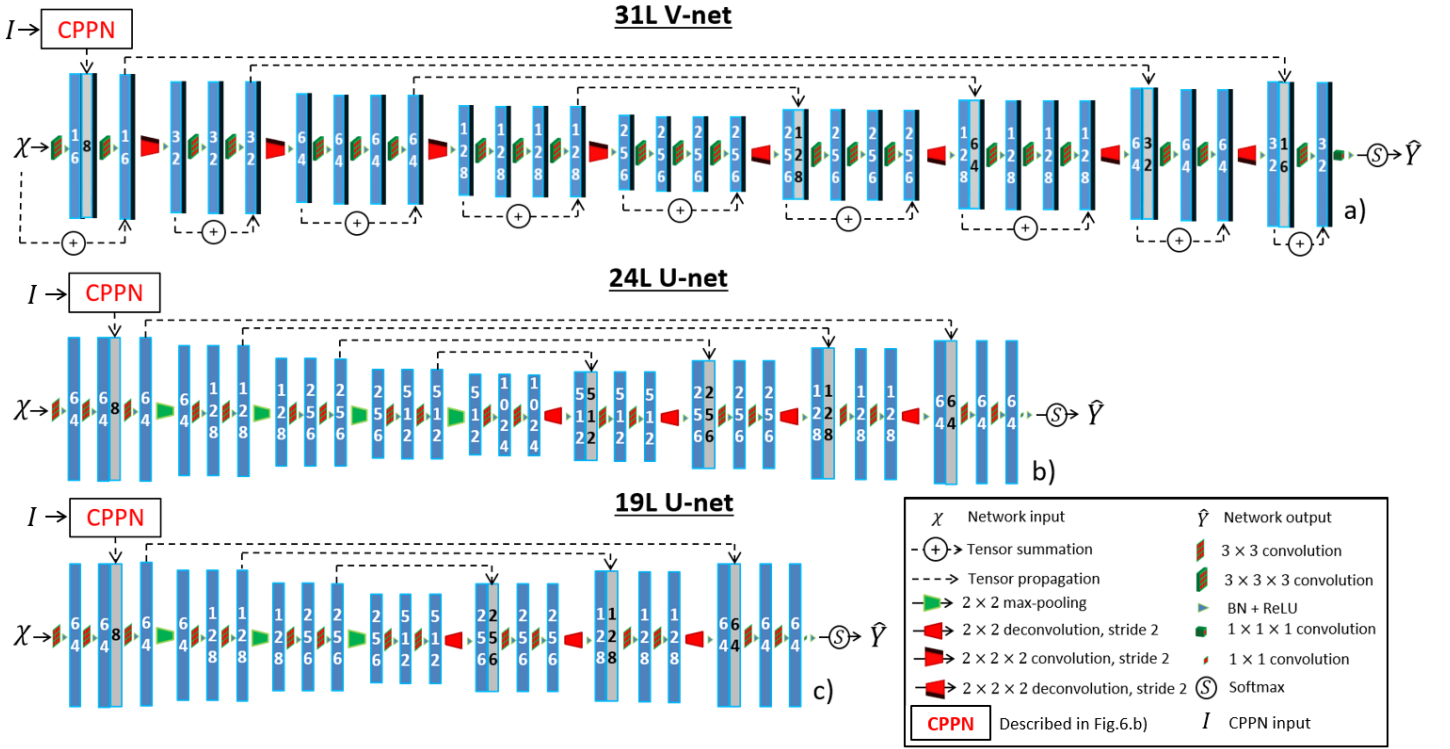 31L V-net
I CPPN
χ 16 8 16 32 32 32 64 64 64 64 128 128 128 128 256 256 256 256 256 128 256 256 256 128 64 128 128 128 64 32 64 64 32 16 32 S Ŷ
+ + + + + + + + +
a)
24L U-net
I CPPN
χ 64 64 8 64 64 128 128 128 256 256 256 512 512 512 1024 1024 512 512 512 512 256 256 256 256 128 128 128 128 64 64 64 64 S Ŷ
b)
19L U-net
I CPPN
χ 64 64 8 64 64 128 128 128 256 256 256 512 512 256 256 256 256 128 128 128 128 64 64 64 64 S Ŷ
c)
χ Network input
+ Tensor summation
Tensor propagation
2 × 2 max-pooling
2 × 2 deconvolution, stride 2
2 × 2 × 2 convolution, stride 2
2 × 2 × 2 deconvolution, stride 2
CPPN Described in Fig.6.b)
Ŷ Network output
3 × 3 convolution
3 × 3 × 3 convolution
BN + ReLU
1 × 1 × 1 convolution
1 × 1 convolution
S Softmax
I CPPN input